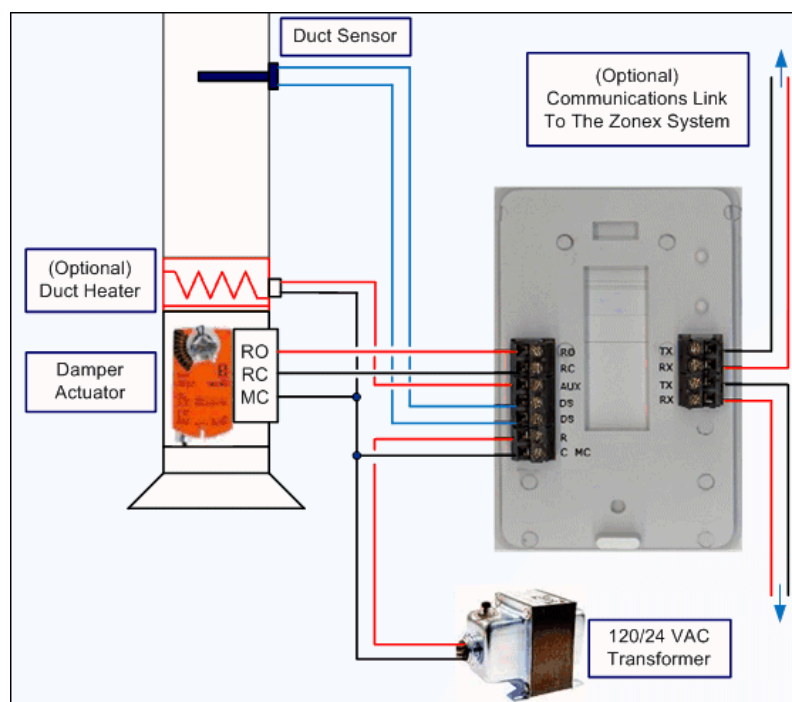 Duct Sensor
(Optional)
Communications Link
To The Zonex System
(Optional)
Duct Heater
Damper
Actuator
RO
RC
MC
RO
RC
AUX
DS
DS
R
C MC
TX
RX
TX
RX
120/24 VAC
Transformer